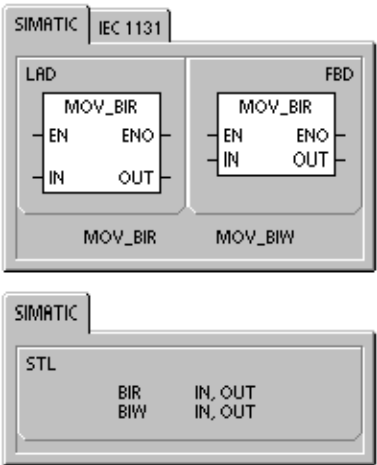 SIMATIC IEC 1131
LAD FBD
MOV_BIR MOV_BIR
EN ENO EN ENO
IN OUT IN OUT
MOV_BIR MOV_BIW
SIMATIC
STL
BIR IN, OUT
BIW IN, OUT